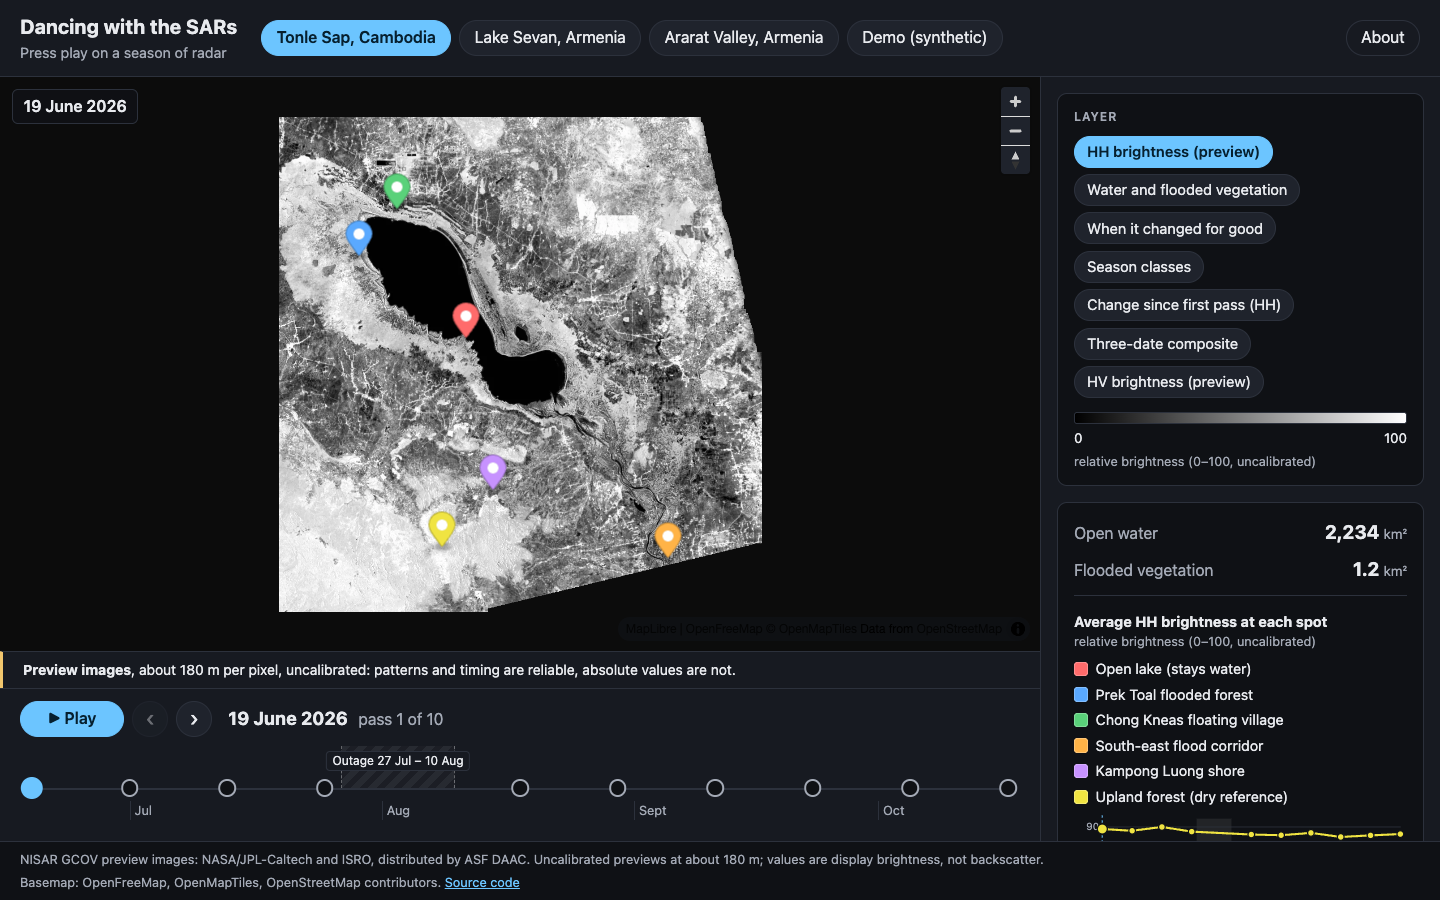 Dancing with the SARs
Press play on a season of radar
Tonle Sap, Cambodia
Lake Sevan, Armenia
Ararat Valley, Armenia
Demo (synthetic)
About
19 June 2026
MapLibre | OpenFreeMap © OpenMapTiles Data from OpenStreetMap
Preview images, about 180 m per pixel, uncalibrated: patterns and timing are reliable, absolute values are not.
Play
19 June 2026 pass 1 of 10
Outage 27 Jul – 10 Aug
Jul
Aug
Sept
Oct
LAYER
HH brightness (preview)
Water and flooded vegetation
When it changed for good
Season classes
Change since first pass (HH)
Three-date composite
HV brightness (preview)
0 100
relative brightness (0–100, uncalibrated)
Open water 2,234 km²
Flooded vegetation 1.2 km²
Average HH brightness at each spot
relative brightness (0–100, uncalibrated)
Open lake (stays water)
Prek Toal flooded forest
Chong Kneas floating village
South-east flood corridor
Kampong Luong shore
Upland forest (dry reference)
90
NISAR GCOV preview images: NASA/JPL-Caltech and ISRO, distributed by ASF DAAC. Uncalibrated previews at about 180 m; values are display brightness, not backscatter.
Basemap: OpenFreeMap, OpenMapTiles, OpenStreetMap contributors. Source code